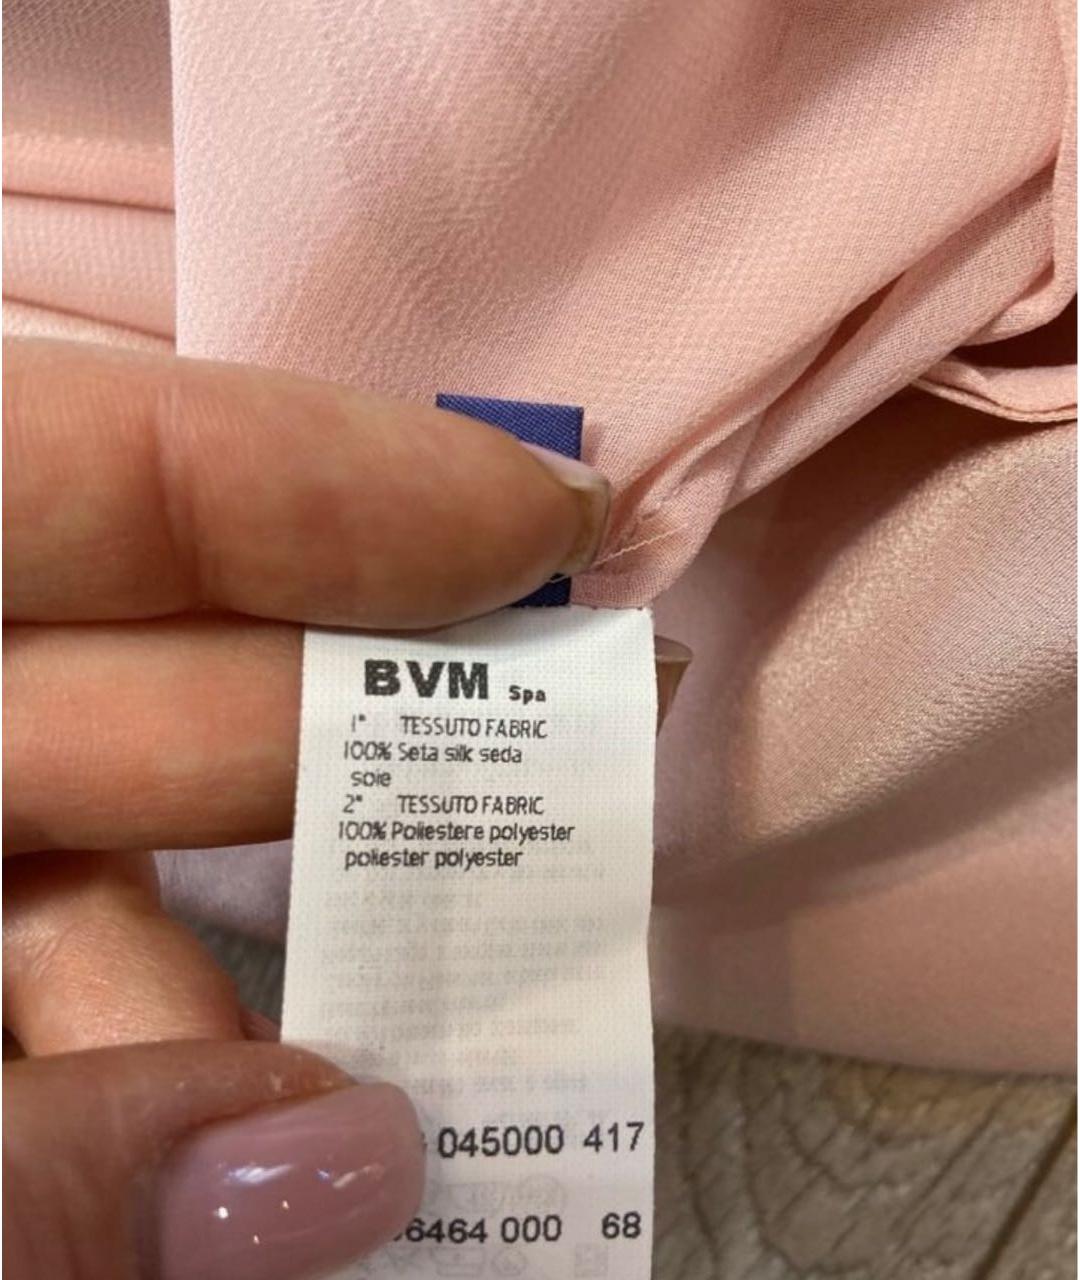 BVM Spa
1° TESSUTO FABRIC
100% Seta silk seda
soie
2° TESSUTO FABRIC
100% Poliestere polyester
poliester polyester
045000 417
6464 000 68